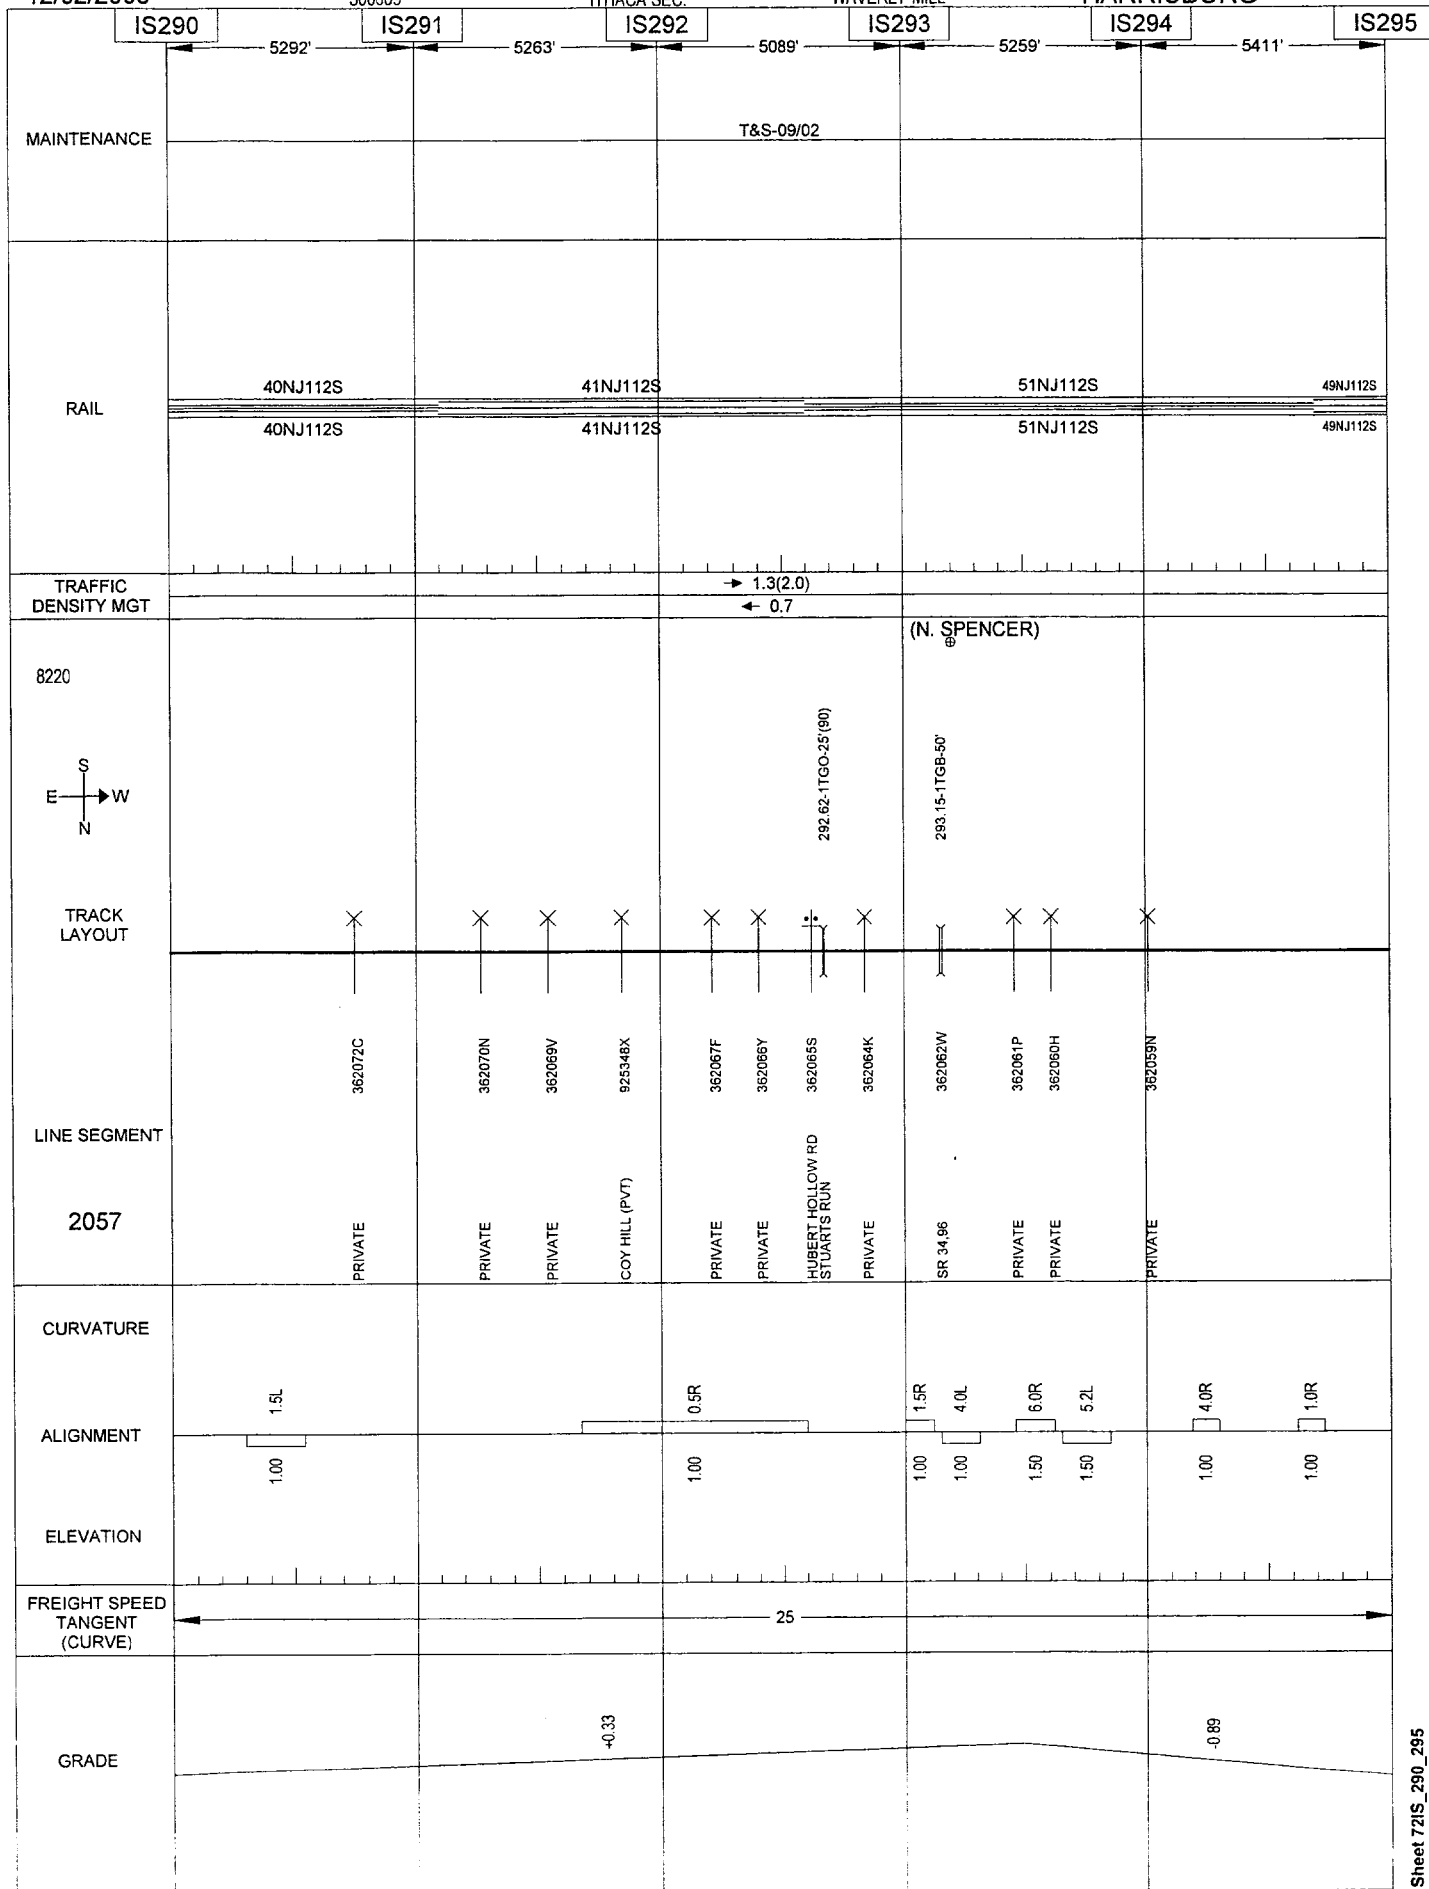 ITHACA SEC.
IS290 IS291 IS292 IS293 IS294 IS295
5292' 5263' 5089' 5259' 5411'
MAINTENANCE
T&S-09/02
40NJ112S 41NJ112S 51NJ112S 49NJ112S
RAIL
40NJ112S 41NJ112S 51NJ112S 49NJ112S
TRAFFIC
DENSITY MGT
1.3(2.0)
0.7
(N. SPENCER)
8220
S
E W
N
292.62-1TGO-25'(90)
293.15-1TGB-50'
TRACK
LAYOUT
362072C
362070N
362069V
925348X
362067F
362066Y
362065S
362064K
362062W
362061P
362060H
362059N
LINE SEGMENT
2057
PRIVATE
PRIVATE
PRIVATE
COY HILL (PVT)
PRIVATE
PRIVATE
HUBERT HOLLOW RD
STUARTS RUN
PRIVATE
SR 34,96
PRIVATE
PRIVATE
PRIVATE
CURVATURE
1.5L 0.5R 1.5R 4.0L 6.0R 5.2L 4.0R 1.0R
ALIGNMENT
1.00 1.00 1.00 1.00 1.50 1.50 1.00 1.00
ELEVATION
FREIGHT SPEED
TANGENT
(CURVE)
25
+0.33
-0.89
GRADE
Sheet 72IS_290_295